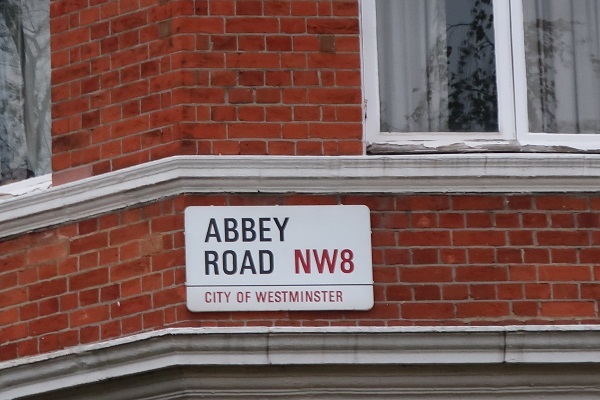 ABBEY
ROAD NW8
CITY OF WESTMINSTER